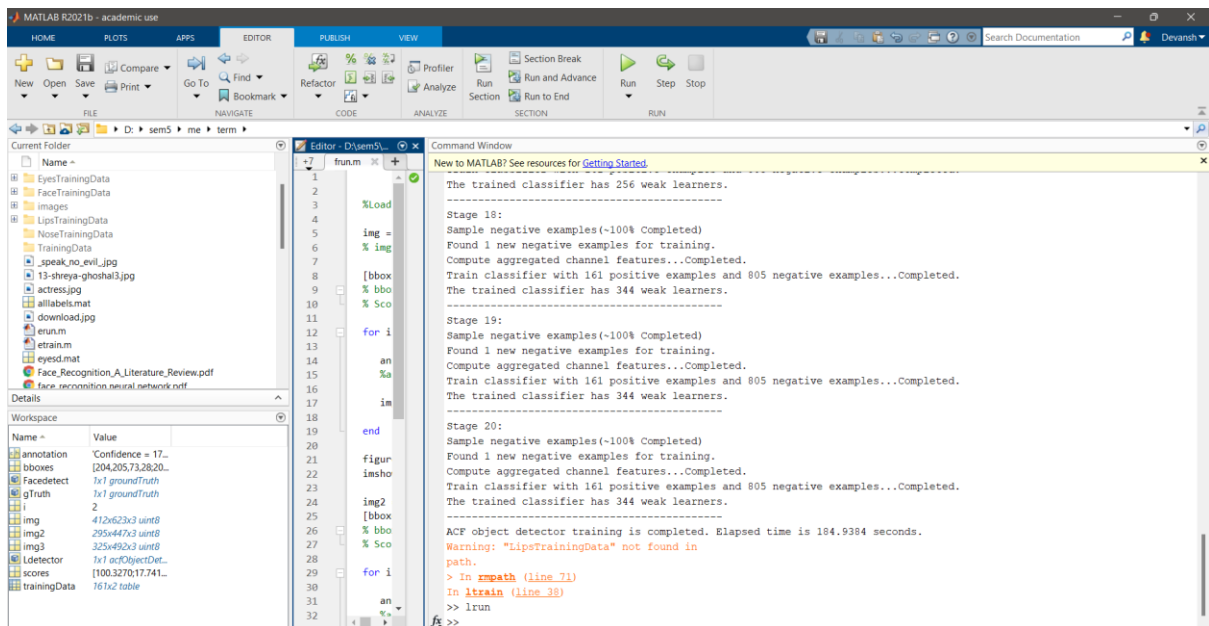 MATLAB R2021b - academic use
HOME PLOTS APPS EDITOR PUBLISH VIEW Search Documentation Devansh
New Open Save Compare Print Go To Find Bookmark Refactor Profiler Analyze Run Section Section Break Run and Advance Run to End Run Step Stop
FILE NAVIGATE CODE ANALYZE SECTION RUN
D: sem5 me term
Current Folder
Name
EyesTrainingData
FaceTrainingData
images
LipsTrainingData
NoseTrainingData
TrainingData
_speak_no_evil_.jpg
13-shreya-ghoshal3.jpg
actress.jpg
alllabels.mat
download.jpg
erun.m
etrain.m
eyesd.mat
Face_Recognition_A_Literature_Review.pdf
face recognition neural network.pdf
Details
Workspace
Name Value
annotation 'Confidence = 17...
bboxes [204,205,73,28;20...
Facedetect 1x1 groundTruth
gTruth 1x1 groundTruth
i 2
img 412x623x3 uint8
img2 295x447x3 uint8
img3 325x492x3 uint8
Ldetector 1x1 acfObjectDet...
scores [100.3270;17.741...
trainingData 161x2 table
Editor - D:\sem5\...
+7 frun.m +
1
2
3 %Load
4
5 img =
6 % img
7
8 [bbox
9 % bbo
10 % Sco
11
12 for i
13
14 an
15 %a
16
17 im
18
19 end
20
21 figur
22 imsho
23
24 img2
25 [bbox
26 % bbo
27 % Sco
28
29 for i
30
31 an
32
Command Window
New to MATLAB? See resources for Getting Started.
The trained classifier has 256 weak learners.
--------------------------------------------
Stage 18:
Sample negative examples(~100% Completed)
Found 1 new negative examples for training.
Compute aggregated channel features...Completed.
Train classifier with 161 positive examples and 805 negative examples...Completed.
The trained classifier has 344 weak learners.
--------------------------------------------
Stage 19:
Sample negative examples(~100% Completed)
Found 1 new negative examples for training.
Compute aggregated channel features...Completed.
Train classifier with 161 positive examples and 805 negative examples...Completed.
The trained classifier has 344 weak learners.
--------------------------------------------
Stage 20:
Sample negative examples(~100% Completed)
Found 1 new negative examples for training.
Compute aggregated channel features...Completed.
Train classifier with 161 positive examples and 805 negative examples...Completed.
The trained classifier has 344 weak learners.
--------------------------------------------
ACF object detector training is completed. Elapsed time is 184.9384 seconds.
Warning: "LipsTrainingData" not found in
path.
> In rmpath (line 71)
In ltrain (line 38)
>> lrun
fx >>